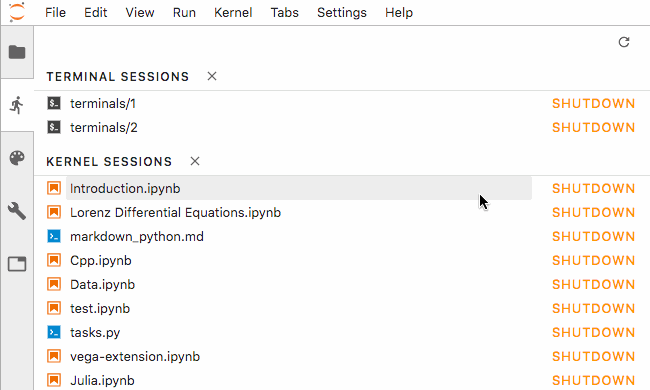 File Edit View Run Kernel Tabs Settings Help
TERMINAL SESSIONS
terminals/1 SHUTDOWN
terminals/2 SHUTDOWN
KERNEL SESSIONS
Introduction.ipynb SHUTDOWN
Lorenz Differential Equations.ipynb SHUTDOWN
markdown_python.md SHUTDOWN
Cpp.ipynb SHUTDOWN
Data.ipynb SHUTDOWN
test.ipynb SHUTDOWN
tasks.py SHUTDOWN
vega-extension.ipynb SHUTDOWN
Julia.ipynb SHUTDOWN